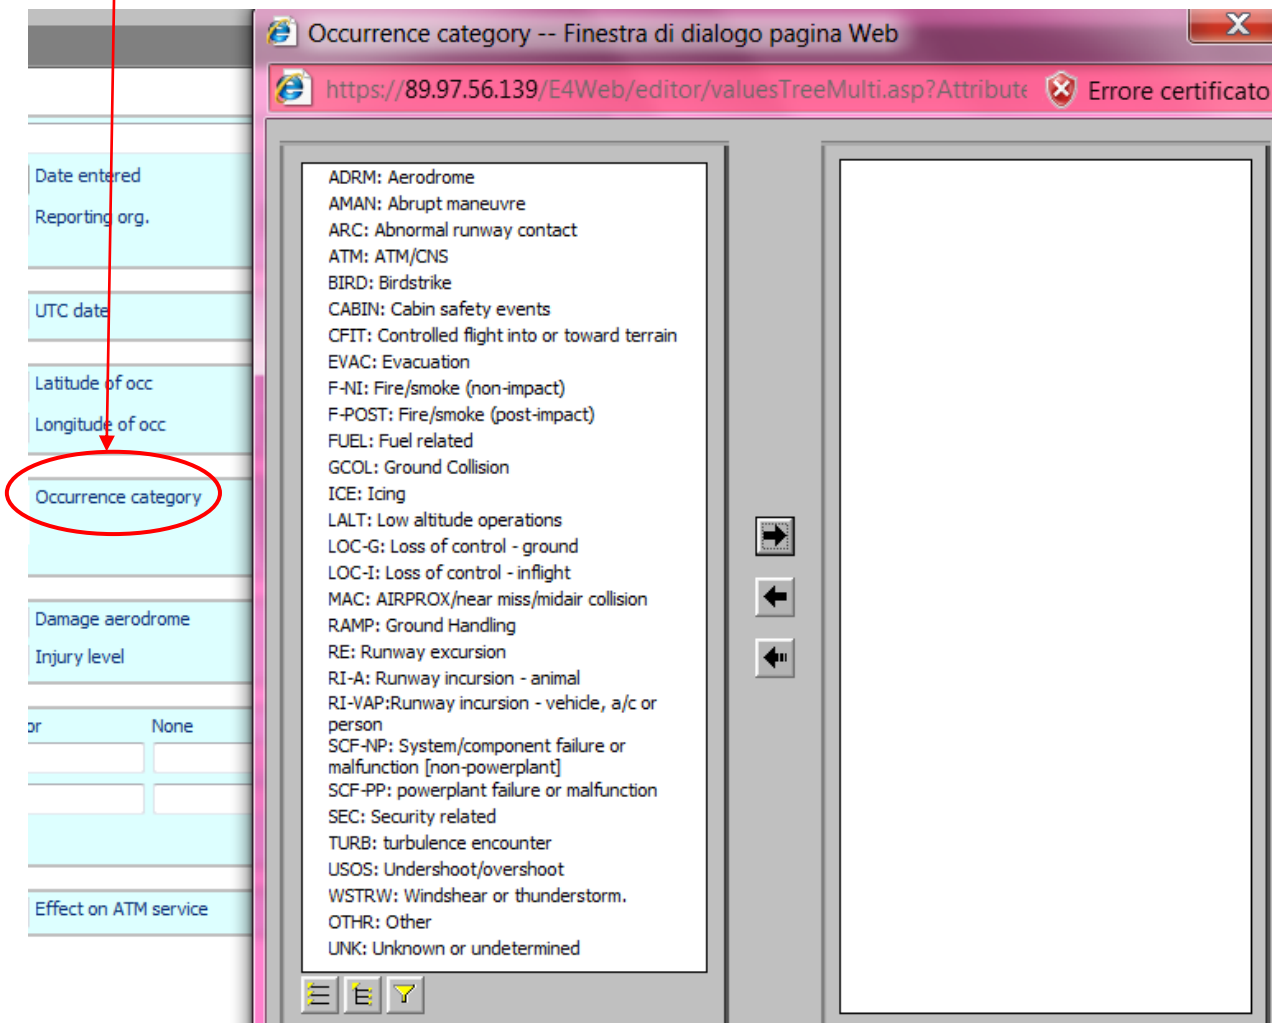 Occurrence category -- Finestra di dialogo pagina Web
X
https://89.97.56.139/E4Web/editor/valuesTreeMulti.asp?Attribute
Errore certificato
Date entered
Reporting org.
UTC date
Latitude of occ
Longitude of occ
Occurrence category
Damage aerodrome
Injury level
or None
Effect on ATM service
ADRM: Aerodrome
AMAN: Abrupt maneuvre
ARC: Abnormal runway contact
ATM: ATM/CNS
BIRD: Birdstrike
CABIN: Cabin safety events
CFIT: Controlled flight into or toward terrain
EVAC: Evacuation
F-NI: Fire/smoke (non-impact)
F-POST: Fire/smoke (post-impact)
FUEL: Fuel related
GCOL: Ground Collision
ICE: Icing
LALT: Low altitude operations
LOC-G: Loss of control - ground
LOC-I: Loss of control - inflight
MAC: AIRPROX/near miss/midair collision
RAMP: Ground Handling
RE: Runway excursion
RI-A: Runway incursion - animal
RI-VAP:Runway incursion - vehicle, a/c or
person
SCF-NP: System/component failure or
malfunction [non-powerplant]
SCF-PP: powerplant failure or malfunction
SEC: Security related
TURB: turbulence encounter
USOS: Undershoot/overshoot
WSTRW: Windshear or thunderstorm.
OTHR: Other
UNK: Unknown or undetermined